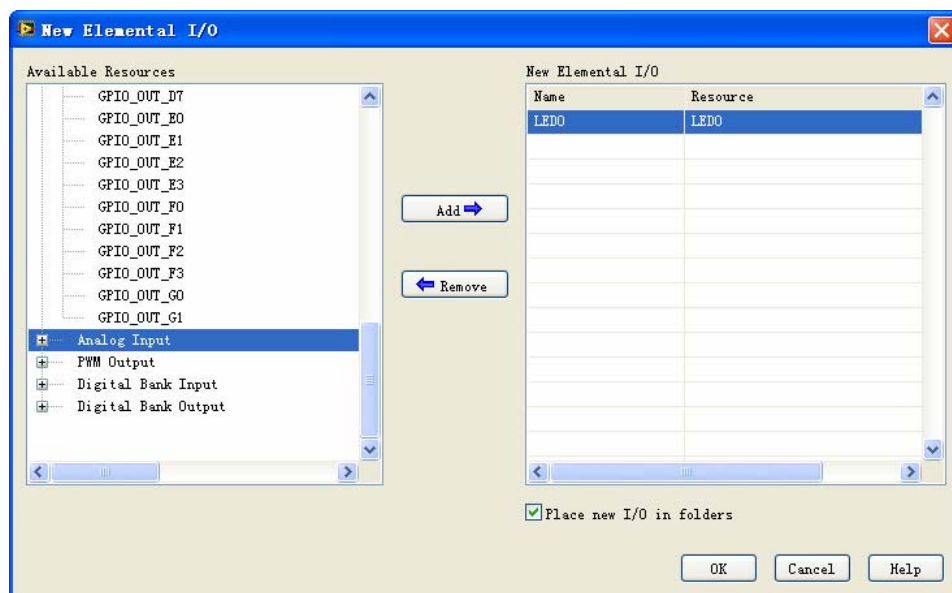 New Elemental I/O
Available Resources
GPIO_OUT_D7
GPIO_OUT_E0
GPIO_OUT_E1
GPIO_OUT_E2
GPIO_OUT_E3
GPIO_OUT_F0
GPIO_OUT_F1
GPIO_OUT_F2
GPIO_OUT_F3
GPIO_OUT_G0
GPIO_OUT_G1
Analog Input
PWM Output
Digital Bank Input
Digital Bank Output
Add
Remove
New Elemental I/O
Name Resource
LED0 LED0
Place new I/O in folders
OK Cancel Help